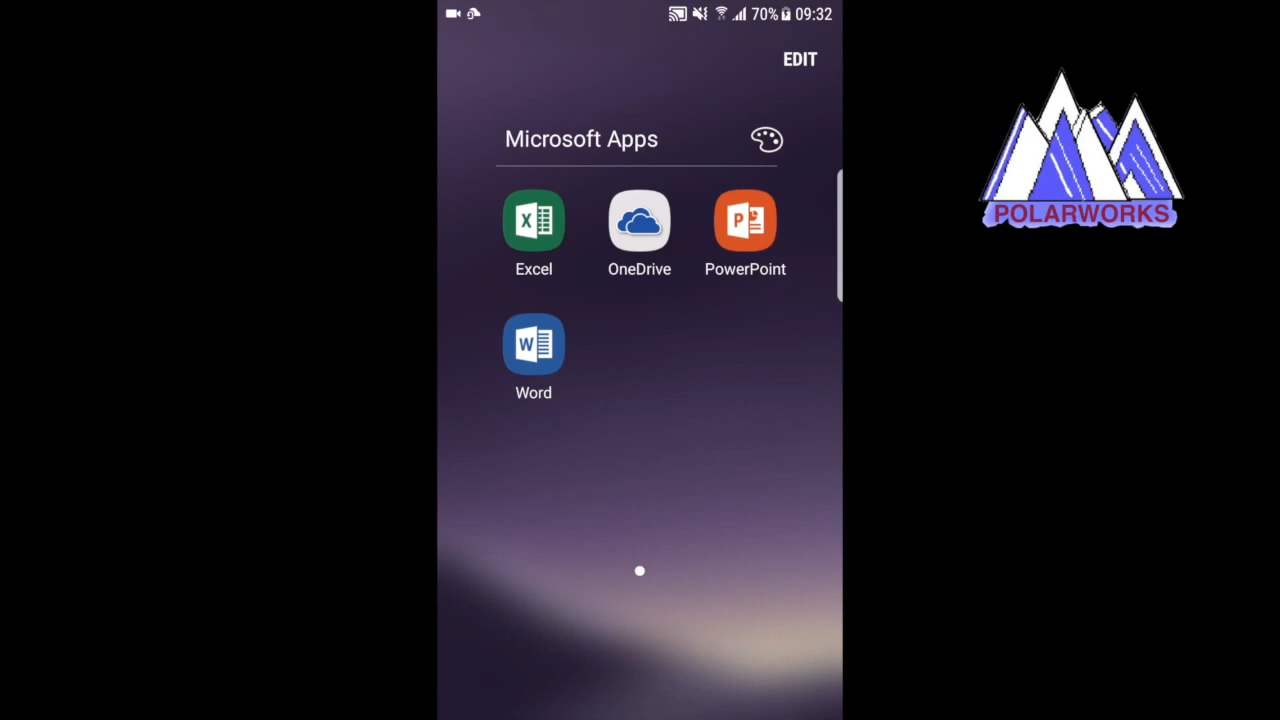 70% 09:32
EDIT
Microsoft Apps
X
P
Excel
OneDrive
PowerPoint
W
Word
POLARWORKS